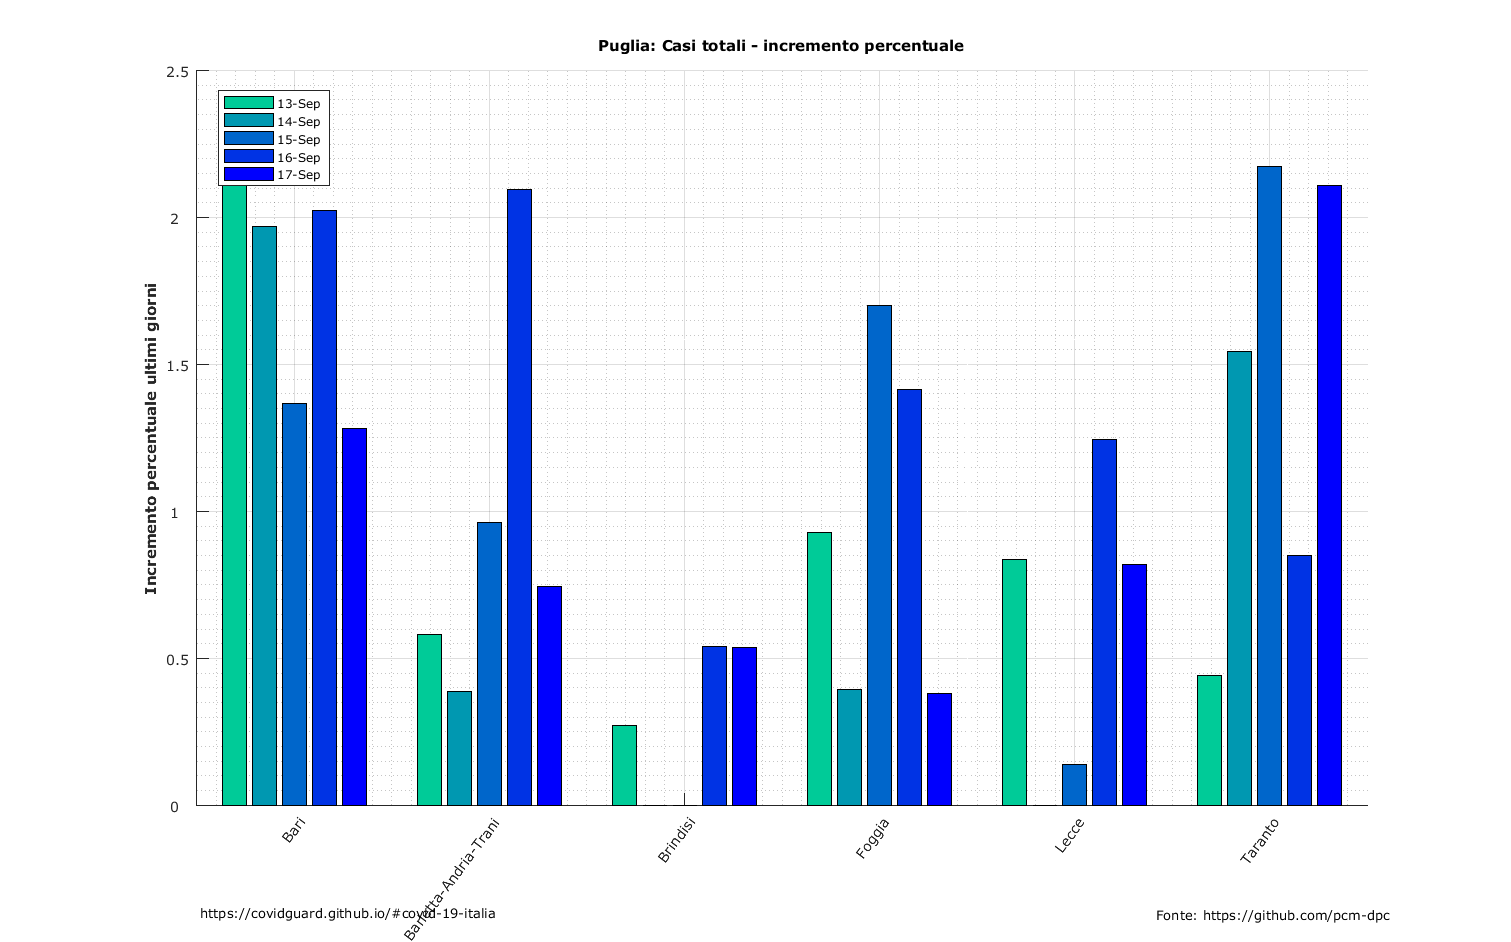 Puglia: Casi totali - incremento percentuale
2.5
2
1.5
1
0.5
0
Incremento percentuale ultimi giorni
13-Sep
14-Sep
15-Sep
16-Sep
17-Sep
Bari
Barletta-Andria-Trani
Brindisi
Foggia
Lecce
Taranto
https://covidguard.github.io/#covid-19-italia
Fonte: https://github.com/pcm-dpc